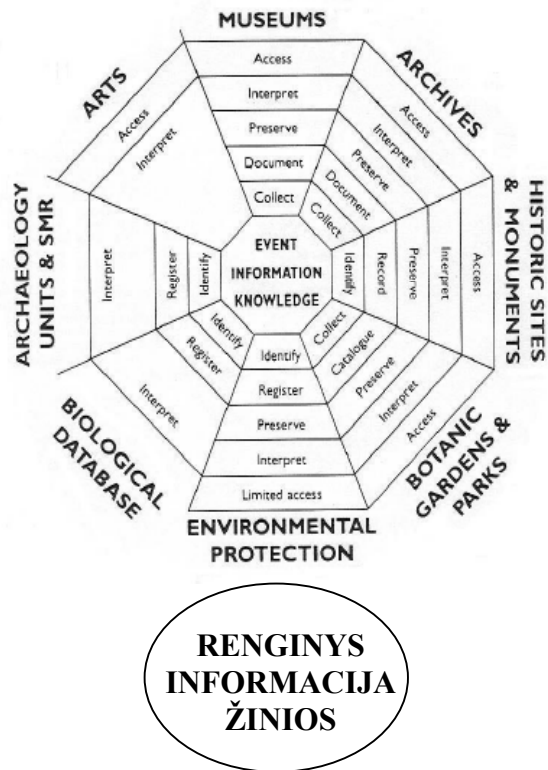 MUSEUMS
Access
Interpret
Preserve
Document
Collect
ARCHIVES
Access
Interpret
Preserve
Document
Collect
HISTORIC SITES
& MONUMENTS
Access
Interpret
Preserve
Record
Identify
BOTANIC
GARDENS &
PARKS
Access
Interpret
Preserve
Catalogue
Collect
Identify
Register
Preserve
Interpret
Limited access
ENVIRONMENTAL
PROTECTION
BIOLOGICAL
DATABASE
Interpret
Register
Identify
ARCHAEOLOGY
UNITS & SMR
Interpret
Register
Identify
ARTS
Access
Interpret
EVENT
INFORMATION
KNOWLEDGE
RENGINYS
INFORMACIJA
ŽINIOS